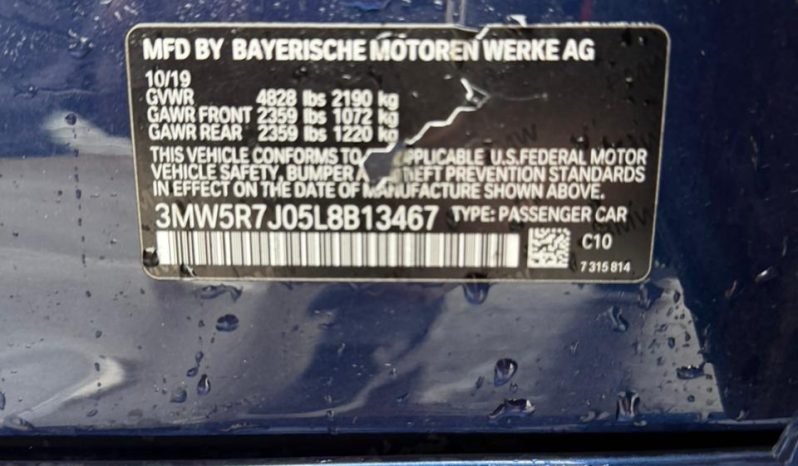 MFD BY BAYERISCHE MOTOREN WERKE AG
10/19
GVWR 4828 lbs 2190 kg
GAWR FRONT 2359 lbs 1072 kg
GAWR REAR 2359 lbs 1220 kg
THIS VEHICLE CONFORMS TO APPLICABLE U.S.FEDERAL MOTOR
VEHICLE SAFETY, BUMPER THEFT PREVENTION STANDARDS
IN EFFECT ON THE DATE OF MANUFACTURE SHOWN ABOVE.
3MW5R7J05L8B13467 TYPE: PASSENGER CAR
C10
7 315 814